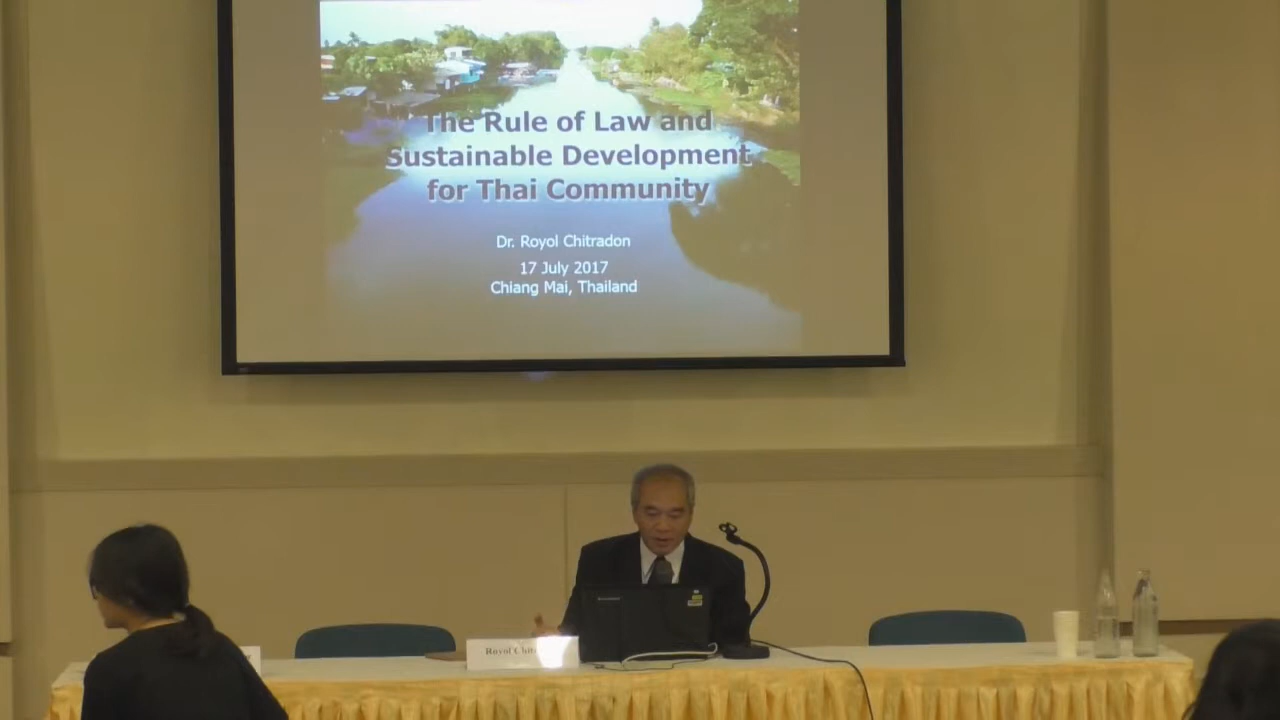 The Rule of Law and
Sustainable Development
for Thai Community
Dr. Royol Chitradon
17 July 2017
Chiang Mai, Thailand
Royol